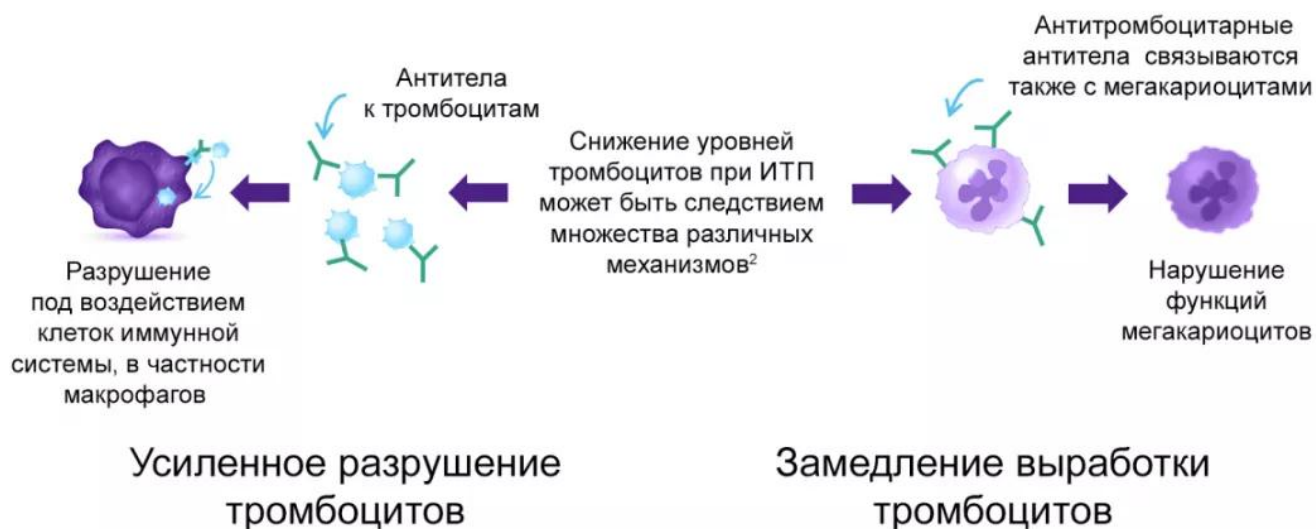 Антитела
к тромбоцитам
Разрушение
под воздействием
клеток иммунной
системы, в частности
макрофагов
Снижение уровней
тромбоцитов при ИТП
может быть следствием
множества различных
механизмов²
Антитромбоцитарные
антитела связываются
также с мегакариоцитами
Нарушение
функций
мегакариоцитов
Усиленное разрушение
тромбоцитов
Замедление выработки
тромбоцитов